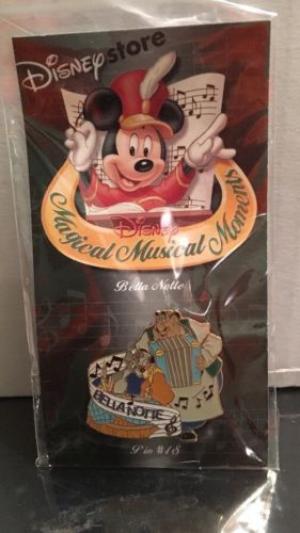 Disney store
Disney
Magical Musical Moments
Bella Notte
BELLA NOTTE
Pin #18